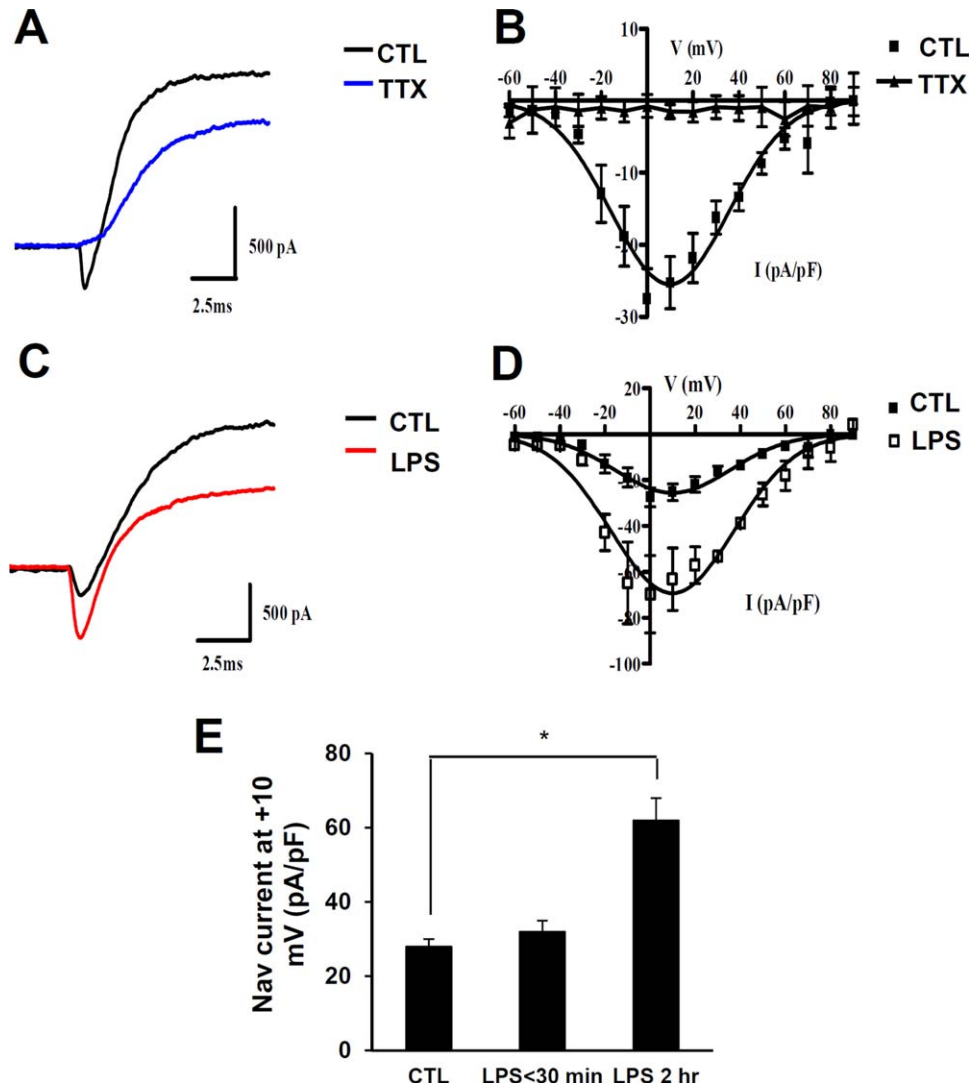 A
CTL
TTX
500 pA
2.5ms
B
10
V (mV)
CTL
TTX
-60 -20 20 40 60 80
-10
-20
I (pA/pF)
-30
C
CTL
LPS
500 pA
2.5ms
D
20
V (mV)
CTL
LPS
-60 -20 20 40 60 80
-20
-40
-60
I (pA/pF)
-80
-100
E
*
Nav current at +10
mV (pA/pF)
80
60
40
20
0
CTL LPS<30 min LPS 2 hr